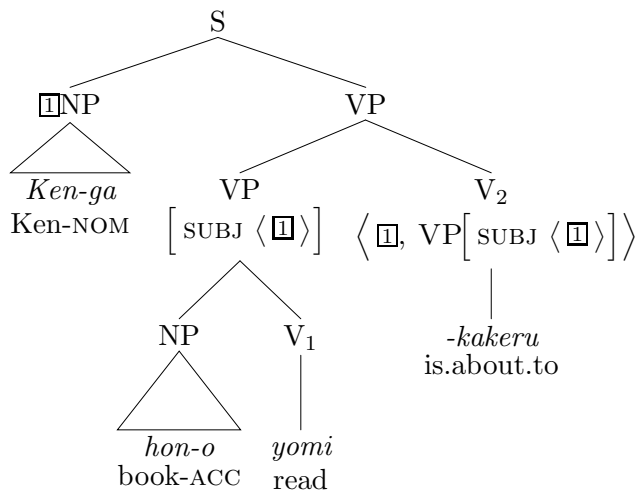 S
1NP VP
Ken-ga VP V₂
Ken-NOM [ SUBJ ⟨ 1 ⟩] ⟨ 1, VP[ SUBJ ⟨ 1 ⟩]⟩
NP V₁ -kakeru
is.about.to
hon-o yomi
book-ACC read